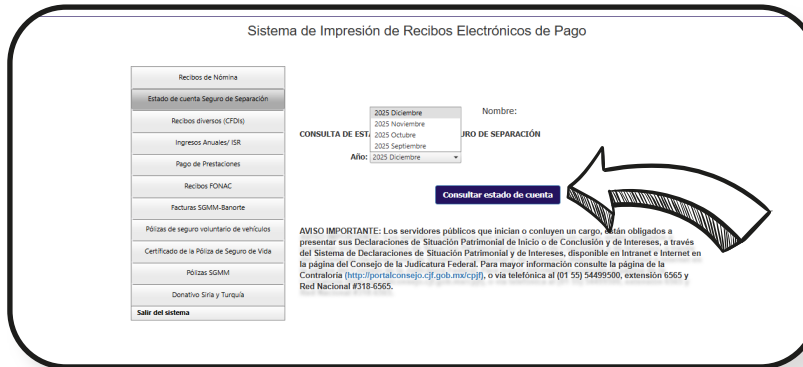 Sistema de Impresión de Recibos Electrónicos de Pago
Recibos de Nómina
Estado de cuenta Seguro de Separación
Recibos diversos (CFDIs)
Ingresos Anuales/ ISR
Pago de Prestaciones
Recibos FONAC
Facturas SGMM-Banorte
Pólizas de seguro voluntario de vehículos
Certificado de la Póliza de Seguro de Vida
Pólizas SGMM
Donativo Siria y Turquía
Salir del sistema
Nombre:
2025 Diciembre
2025 Noviembre
2025 Octubre
2025 Septiembre
CONSULTA DE EST URO DE SEPARACIÓN
Año: 2025 Diciembre
Consultar estado de cuenta
AVISO IMPORTANTE: Los servidores públicos que inician o conluyen un cargo, están obligados a
presentar sus Declaraciones de Situación Patrimonial de Inicio o de Conclusión y de Intereses, a través
del Sistema de Declaraciones de Situación Patrimonial y de Intereses, disponible en Intranet e Internet en
la página del Consejo de la Judicatura Federal. Para mayor información consulte la página de la
Contraloría (http://portalconsejo.cjf.gob.mx/cpjf), o vía telefónica al (01 55) 54499500, extensión 6565 y
Red Nacional #318-6565.